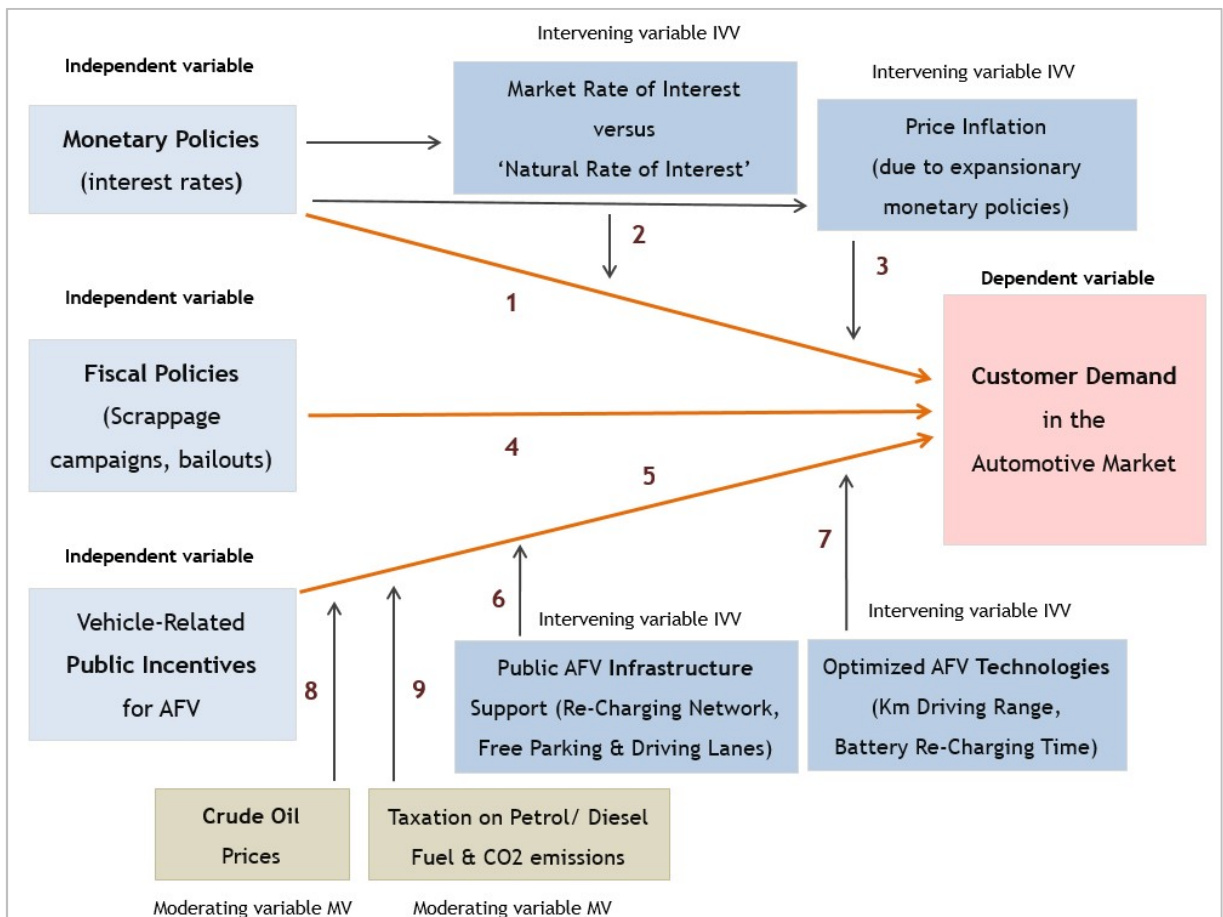 Independent variable
Monetary Policies
(interest rates)
Intervening variable IVV
Market Rate of Interest
versus
‘Natural Rate of Interest’
Intervening variable IVV
Price Inflation
(due to expansionary
monetary policies)
1
2
3
Independent variable
Fiscal Policies
(Scrappage
campaigns, bailouts)
4
Dependent variable
Customer Demand
in the
Automotive Market
5
Independent variable
Vehicle-Related
Public Incentives
for AFV
6
7
8
9
Intervening variable IVV
Public AFV Infrastructure
Support (Re-Charging Network,
Free Parking & Driving Lanes)
Intervening variable IVV
Optimized AFV Technologies
(Km Driving Range,
Battery Re-Charging Time)
Crude Oil
Prices
Moderating variable MV
Taxation on Petrol/ Diesel
Fuel & CO2 emissions
Moderating variable MV